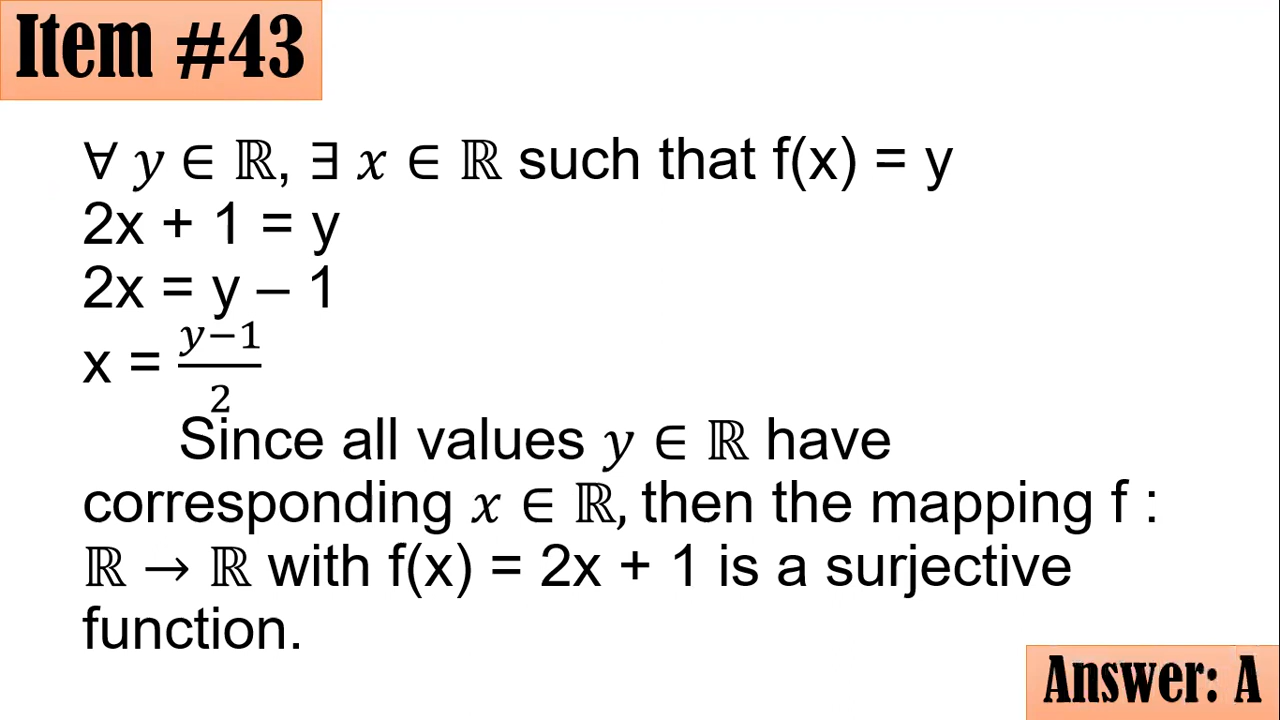 Item #43
∀ y ∈ ℝ, ∃ x ∈ ℝ such that f(x) = y
2x + 1 = y
2x = y – 1
x = \frac{y−1}{2}
Since all values y ∈ ℝ have
corresponding x ∈ ℝ, then the mapping f :
ℝ → ℝ with f(x) = 2x + 1 is a surjective
function.
Answer: A